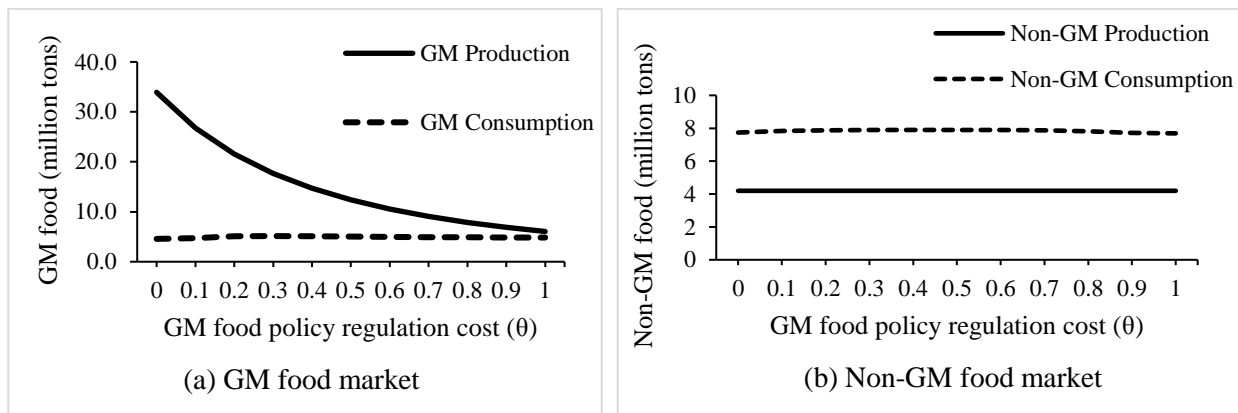 GM food (million tons)
40.0
30.0
20.0
10.0
0.0
GM Production
GM Consumption
0 0.1 0.2 0.3 0.4 0.5 0.6 0.7 0.8 0.9 1
GM food policy regulation cost (θ)
(a) GM food market
Non-GM food (million tons)
Non-GM Production
Non-GM Consumption
10
8
6
4
2
0
0 0.1 0.2 0.3 0.4 0.5 0.6 0.7 0.8 0.9 1
GM food policy regulation cost (θ)
(b) Non-GM food market